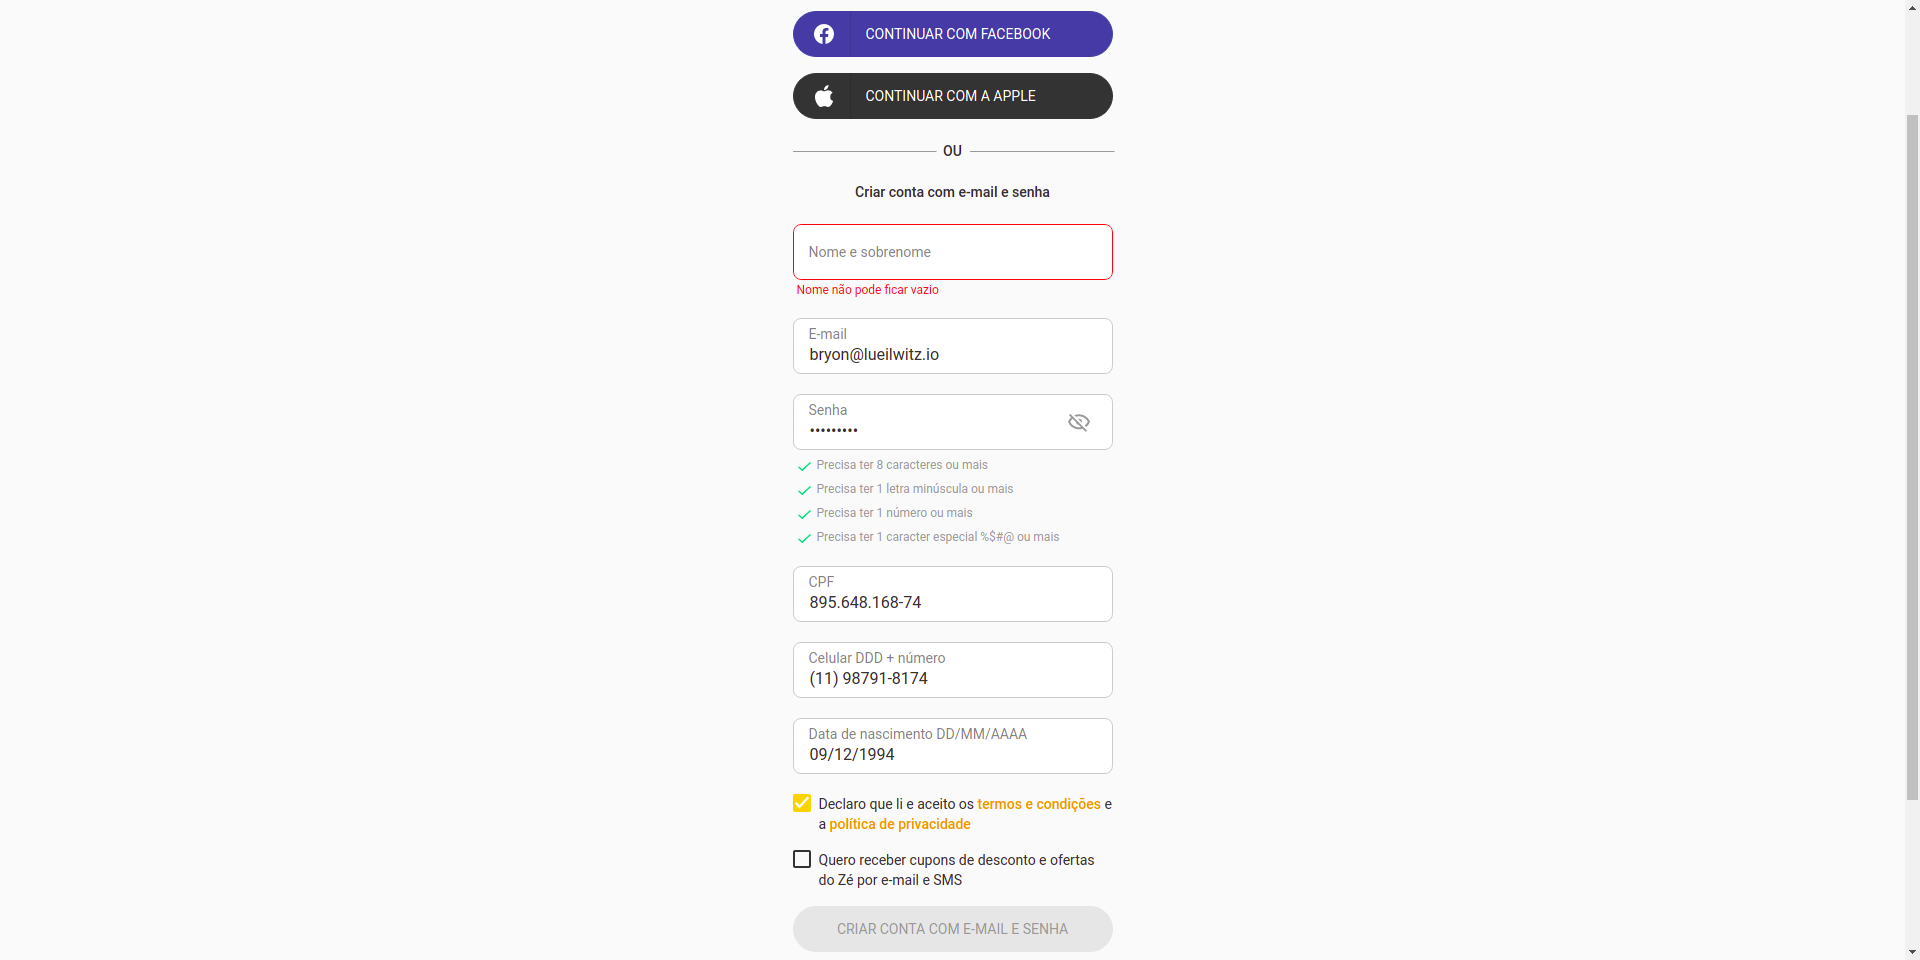 CONTINUAR COM FACEBOOK
CONTINUAR COM A APPLE
OU
Criar conta com e-mail e senha
Nome e sobrenome
Nome não pode ficar vazio
E-mail
bryon@lueilwitz.io
Senha
•••••••••
Precisa ter 8 caracteres ou mais
Precisa ter 1 letra minúscula ou mais
Precisa ter 1 número ou mais
Precisa ter 1 caracter especial %$#@ ou mais
CPF
895.648.168-74
Celular DDD + número
(11) 98791-8174
Data de nascimento DD/MM/AAAA
09/12/1994
Declaro que li e aceito os termos e condições e
a política de privacidade
Quero receber cupons de desconto e ofertas
do Zé por e-mail e SMS
CRIAR CONTA COM E-MAIL E SENHA